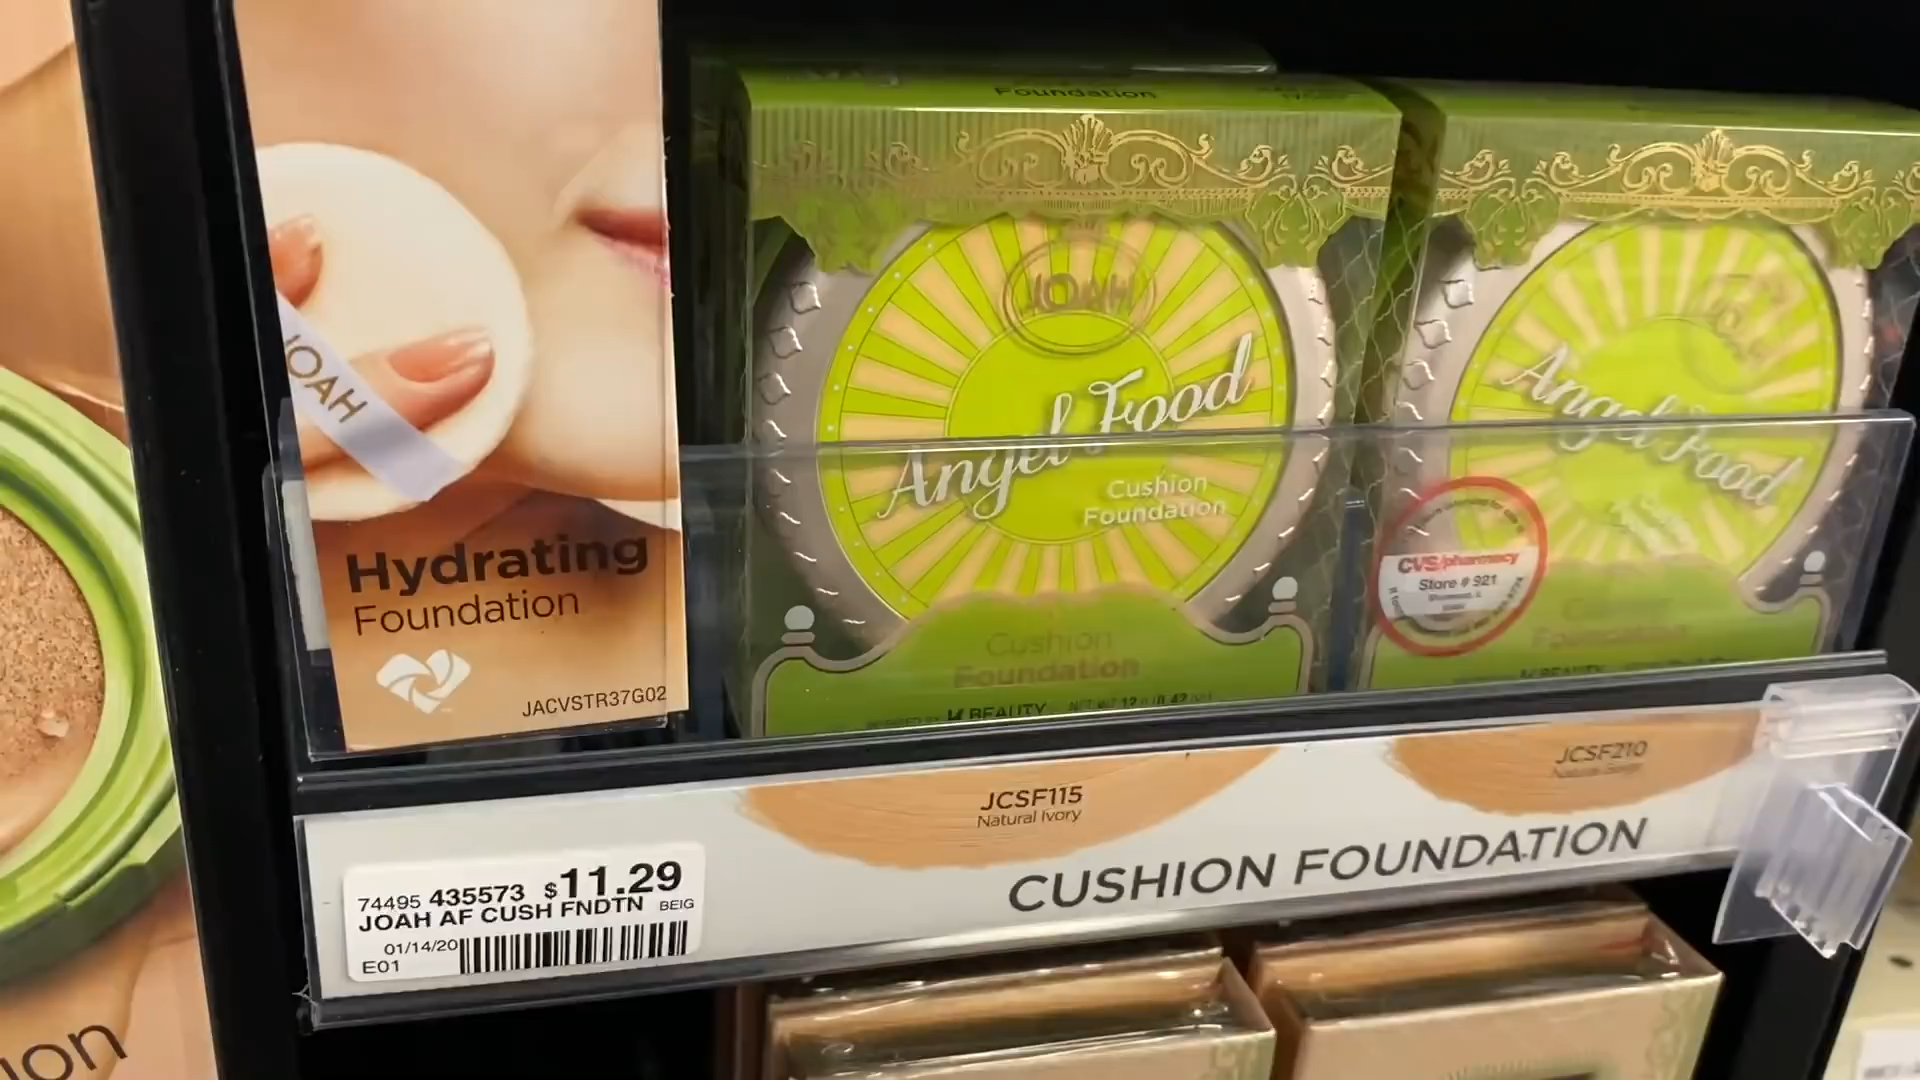 Foundation
JOAH
Angel Food
Cushion
Foundation
Cushion
Foundation
BEAUTY
JOAH
Hydrating
Foundation
JACVSTR37G02
JOAH
Angel Food
CVS/pharmacy
Store # 921
Foundation
JCSF115
Natural Ivory
JCSF210
CUSHION FOUNDATION
74495 435573 $11.29
JOAH AF CUSH FNDTN BEIG
01/14/20
E01
ion